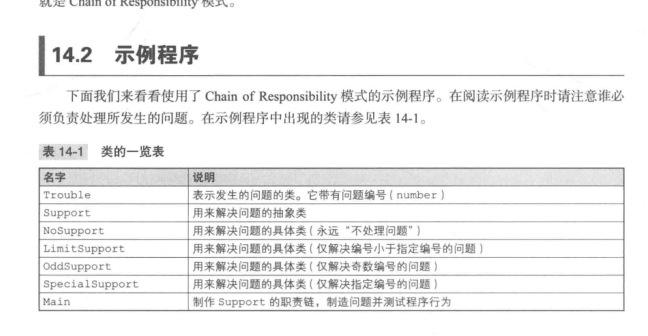 就是 Chain of Responsibility 模式。
14.2 示例程序
下面我们来看看使用了 Chain of Responsibility 模式的示例程序。在阅读示例程序时请注意谁必
须负责处理所发生的问题。在示例程序中出现的类请参见表 14-1。
表 14-1 类的一览表
名字 说明
Trouble 表示发生的问题的类。它带有问题编号（number）
Support 用来解决问题的抽象类
NoSupport 用来解决问题的具体类（永远“不处理问题”）
LimitSupport 用来解决问题的具体类（仅解决编号小于指定编号的问题）
OddSupport 用来解决问题的具体类（仅解决奇数编号的问题）
SpecialSupport 用来解决问题的具体类（仅解决指定编号的问题）
Main 制作 Support 的职责链，制造问题并测试程序行为